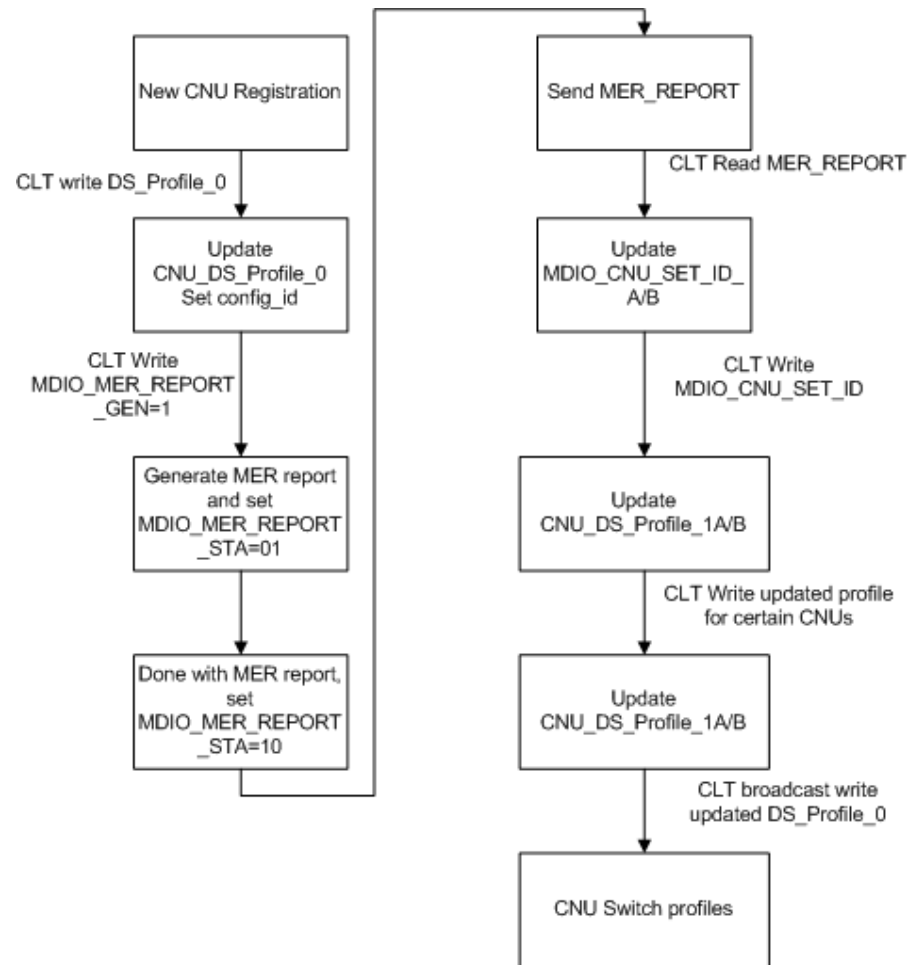 New CNU Registration
CLT write DS_Profile_0
Update
CNU_DS_Profile_0
Set config_id
CLT Write
MDIO_MER_REPORT
_GEN=1
Generate MER report
and set
MDIO_MER_REPORT
_STA=01
Done with MER report,
set
MDIO_MER_REPORT
_STA=10
Send MER_REPORT
CLT Read MER_REPORT
Update
MDIO_CNU_SET_ID_
A/B
CLT Write
MDIO_CNU_SET_ID
Update
CNU_DS_Profile_1A/B
CLT Write updated profile
for certain CNUs
Update
CNU_DS_Profile_1A/B
CLT broadcast write
updated DS_Profile_0
CNU Switch profiles